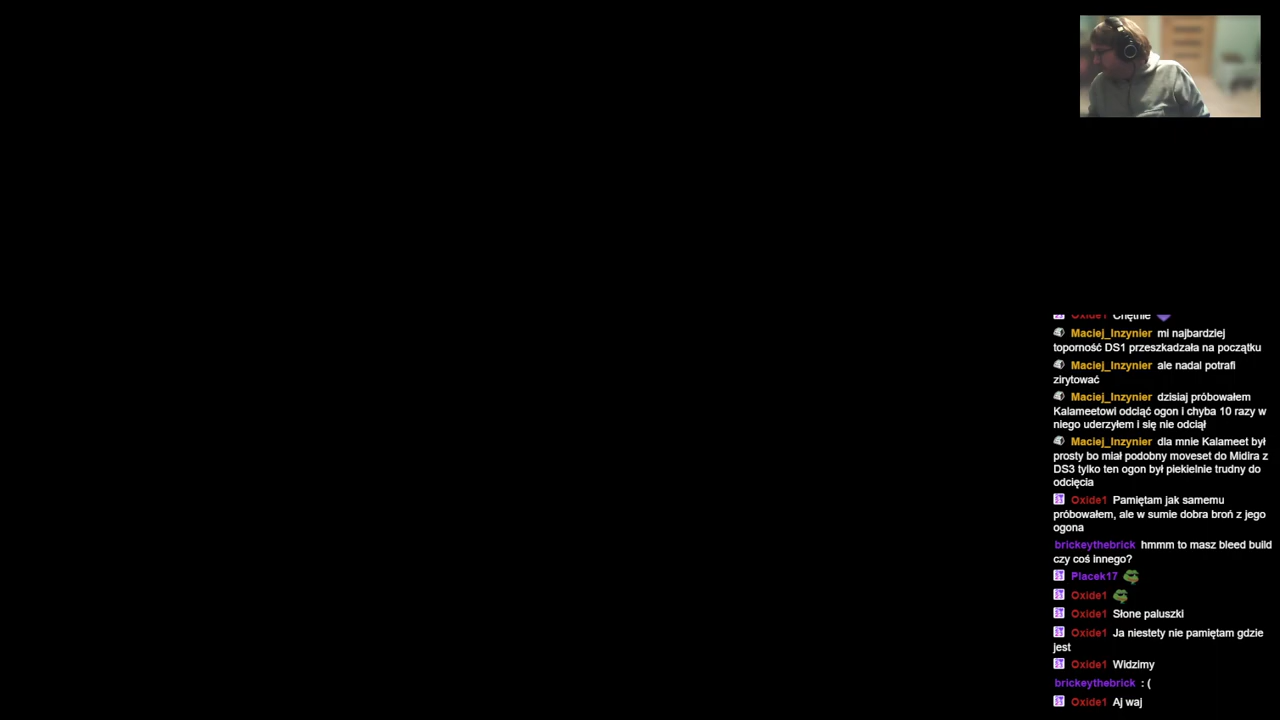 Oxide1 Chętnie
Maciej_Inzynier mi najbardziej
toporność DS1 przeszkadzała na początku
Maciej_Inzynier ale nadal potrafi
zirytować
Maciej_Inzynier dzisiaj próbowałem
Kalameetowi odciąć ogon i chyba 10 razy w
niego uderzyłem i się nie odciął
Maciej_Inzynier dla mnie Kalameet był
prosty bo miał podobny moveset do Midira z
DS3 tylko ten ogon był piekielnie trudny do
odcięcia
Oxide1 Pamiętam jak samemu
próbowałem, ale w sumie dobra broń z jego
ogona
brickeythebrick hmmm to masz bleed build
czy coś innego?
Placek17
Oxide1
Oxide1 Słone paluszki
Oxide1 Ja niestety nie pamiętam gdzie
jest
Oxide1 Widzimy
brickeythebrick : (
Oxide1 Aj waj